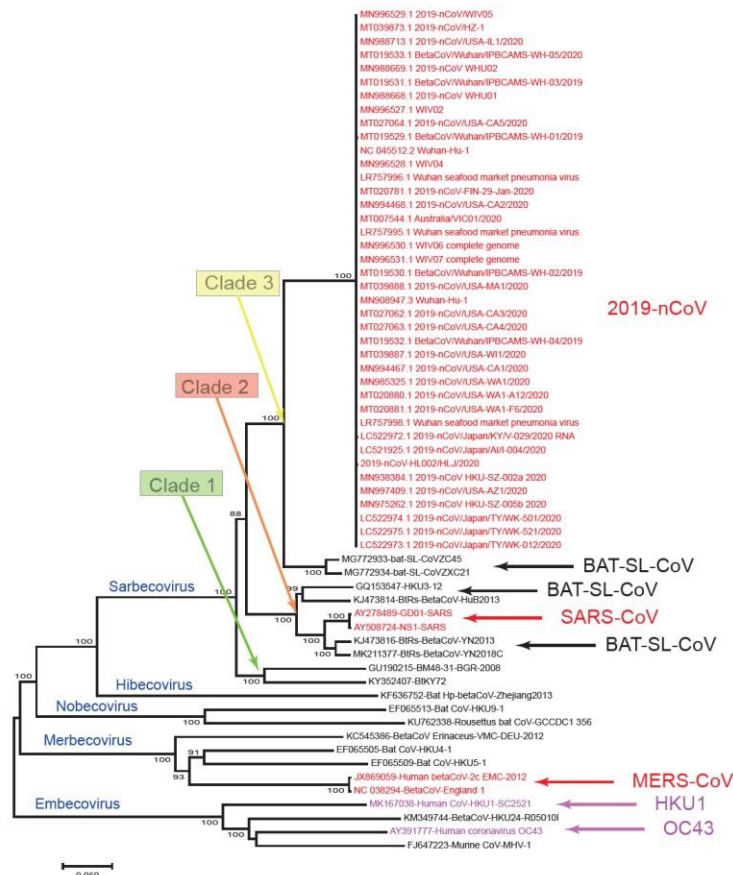 MN996529.1 2019-nCoV/WIV05
MT039873.1 2019-nCoV/HZ-1
MN988713.1 2019-nCoV/USA-IL1/2020
MT019533.1 BetaCoV/Wuhan/IPBCAMS-WH-05/2020
MN988669.1 2019-nCoV WHU02
MT019531.1 BetaCoV/Wuhan/IPBCAMS-WH-03/2019
MN988668.1 2019-nCoV WHU01
MN996527.1 WIV02
MT027064.1 2019-nCoV/USA-CA5/2020
MT019529.1 BetaCoV/Wuhan/IPBCAMS-WH-01/2019
NC 045512.2 Wuhan-Hu-1
MN996528.1 WIV04
LR757996.1 Wuhan seafood market pneumonia virus
MT020781.1 2019-nCoV-FIN-29-Jan-2020
MN994468.1 2019-nCoV/USA-CA2/2020
MT007544.1 Australia/VIC01/2020
LR757995.1 Wuhan seafood market pneumonia virus
MN996530.1 WIV06 complete genome
MN996531.1 WIV07 complete genome
MT019530.1 BetaCoV/Wuhan/IPBCAMS-WH-02/2019
100
MT039888.1 2019-nCoV/USA-MA1/2020
Clade 3
MN908947.3 Wuhan-Hu-1
MT027062.1 2019-nCoV/USA-CA3/2020
2019-nCoV
MT027063.1 2019-nCoV/USA-CA4/2020
MT019532.1 BetaCoV/Wuhan/IPBCAMS-WH-04/2019
MT039887.1 2019-nCoV/USA-WI1/2020
MN994467.1 2019-nCoV/USA-CA1/2020
MN985325.1 2019-nCoV/USA-WA1/2020
Clade 2
MT020880.1 2019-nCoV/USA-WA1-A12/2020
MT020881.1 2019-nCoV/USA-WA1-F6/2020
100
LR757998.1 Wuhan seafood market pneumonia virus
LC522972.1 2019-nCoV/Japan/KY/V-029/2020 RNA
LC521925.1 2019-nCoV/Japan/AI/I-004/2020
2019-nCoV-HL002/HLJ/2020
MN938384.1 2019-nCoV HKU-SZ-002a 2020
Clade 1
MN997409.1 2019-nCoV/USA-AZ1/2020
MN975262.1 2019-nCoV HKU-SZ-005b 2020
LC522974.1 2019-nCoV/Japan/TY/WK-501/2020
88
LC522975.1 2019-nCoV/Japan/TY/WK-521/2020
LC522973.1 2019-nCoV/Japan/TY/WK-012/2020
MG772933-bat-SL-CoVZC45
BAT-SL-CoV
100
MG772934-bat-SL-CoVZXC21
99
GQ153547-HKU3-12
BAT-SL-CoV
Sarbecovirus
100
KJ473814-BtRs-BetaCoV-HuB2013
100
AY278489-GD01-SARS
SARS-CoV
100
AY508724-NS1-SARS
100
KJ473816-BtRs-BetaCoV-YN2013
BAT-SL-CoV
100
MK211377-BtRs-BetaCoV-YN2018C
GU190215-BM48-31-BGR-2008
100
KY352407-BtKY72
Hibecovirus
KF636752-Bat Hp-betaCoV-Zhejiang2013
Nobecovirus
EF065513-Bat CoV-HKU9-1
100
KU762338-Rousettus bat CoV-GCCDC1 356
Merbecovirus
KC545386-BetaCoV Erinaceus-VMC-DEU-2012
100
91
EF065505-Bat CoV-HKU4-1
EF065509-Bat CoV-HKU5-1
93
JX869059-Human betaCoV-2c EMC-2012
MERS-CoV
100
NC 038294-BetaCoV-England 1
Embecovirus
MK167038-Human CoV-HKU1-SC2521
HKU1
KM349744-BetaCoV-HKU24-R05010I
100
AY391777-Human coronavirus OC43
OC43
100
FJ647223-Murine CoV-MHV-1